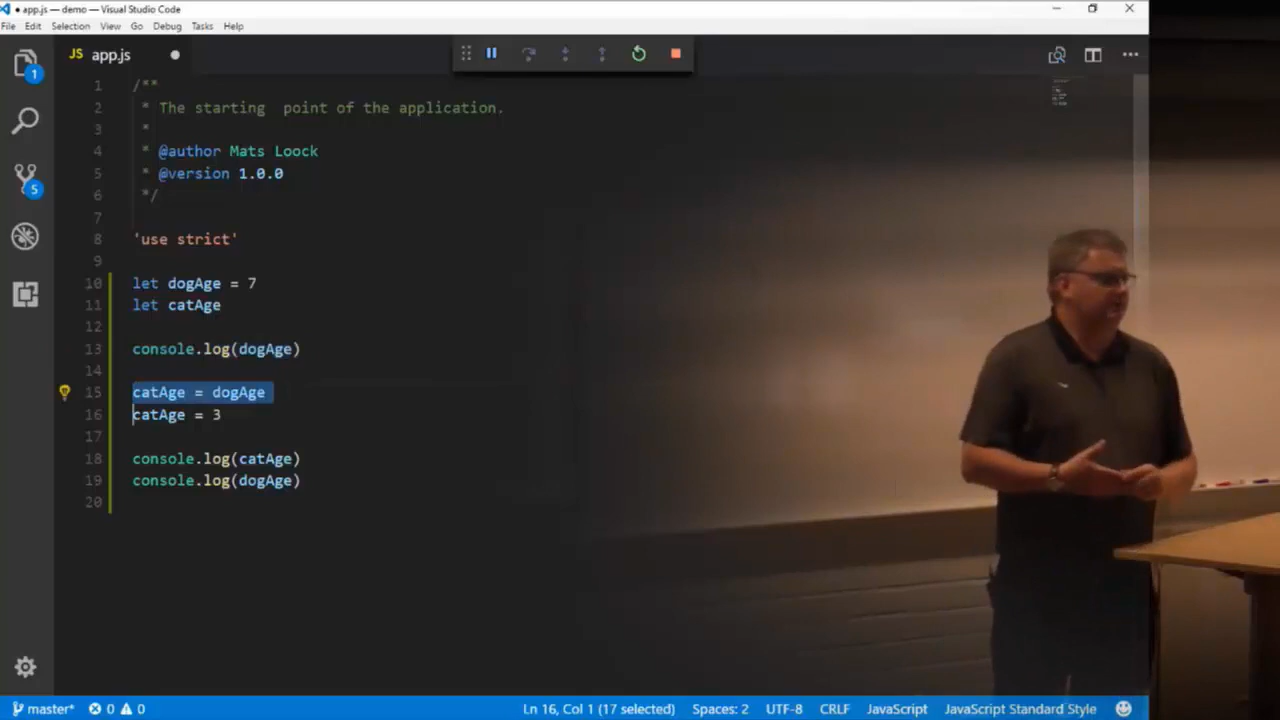 ● app.js — demo — Visual Studio Code
File Edit Selection View Go Debug Tasks Help
JS app.js ●
1 /**
2  * The starting  point of the application.
3  *
4  * @author Mats Loock
5  * @version 1.0.0
6  */
7
8 'use strict'
9
10 let dogAge = 7
11 let catAge
12
13 console.log(dogAge)
14
15 catAge = dogAge
16 catAge = 3
17
18 console.log(catAge)
19 console.log(dogAge)
20
1
5
master* 0 0 Ln 16, Col 1 (17 selected) Spaces: 2 UTF-8 CRLF JavaScript JavaScript Standard Style